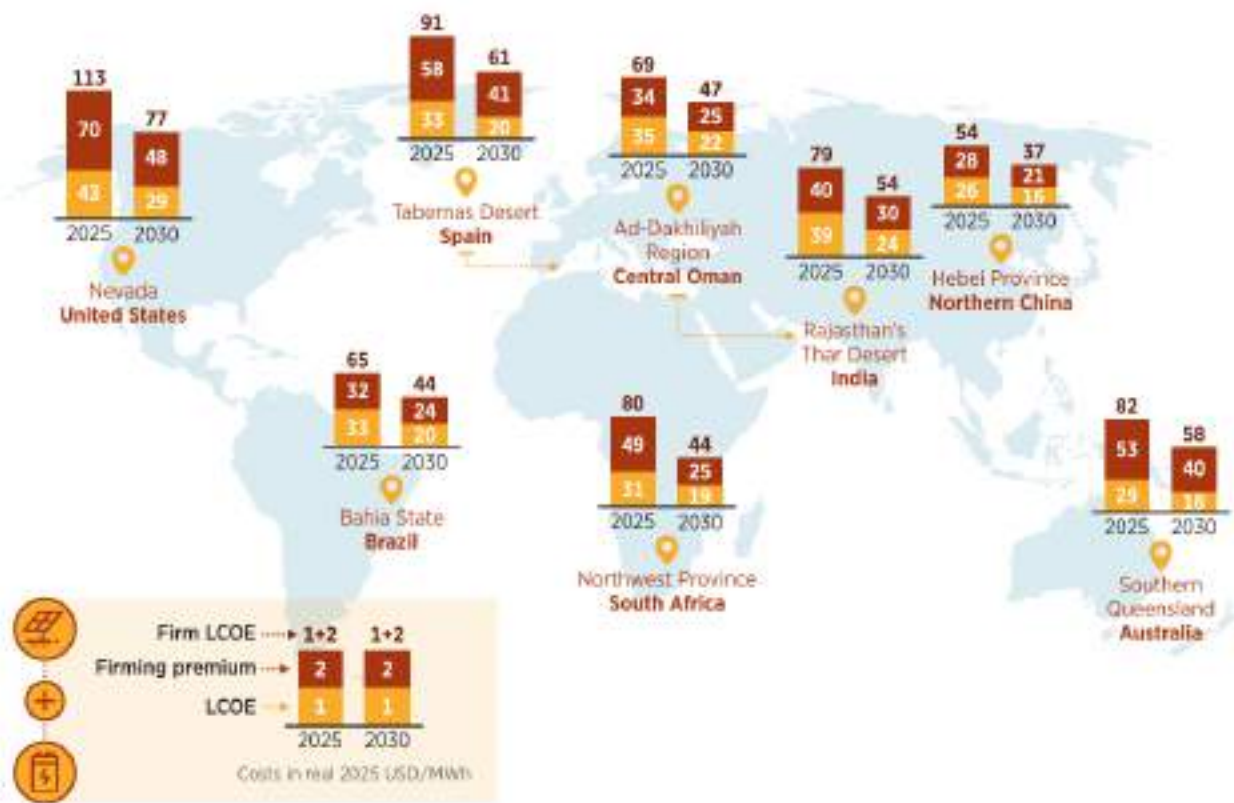 113
70
43
77
48
29
2025 2030
Nevada
United States
91
58
33
61
41
20
2025 2030
Tabernas Desert
Spain
69
34
35
47
25
22
2025 2030
Ad-Dakhiliyah
Region
Central Oman
79
40
39
54
30
24
2025 2030
Rajasthan's
Thar Desert
India
54
28
26
37
21
16
2025 2030
Hebei Province
Northern China
65
32
33
44
24
20
2025 2030
Bahia State
Brazil
80
49
31
44
25
19
2025 2030
Northwest Province
South Africa
82
53
29
58
40
18
2025 2030
Southern
Queensland
Australia
Firm LCOE 1+2 1+2
Firming premium 2 2
LCOE 1 1
2025 2030
Costs in real 2025 USD/MWh